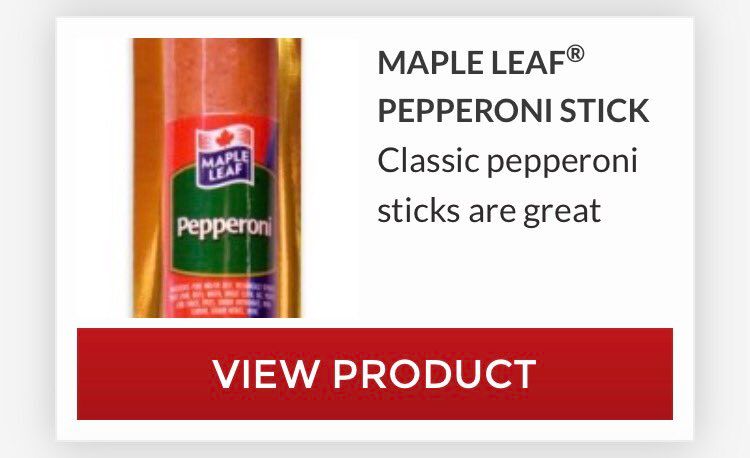 MAPLE LEAF®
PEPPERONI STICK
Classic pepperoni
sticks are great
MAPLE
LEAF
Pepperoni
VIEW PRODUCT